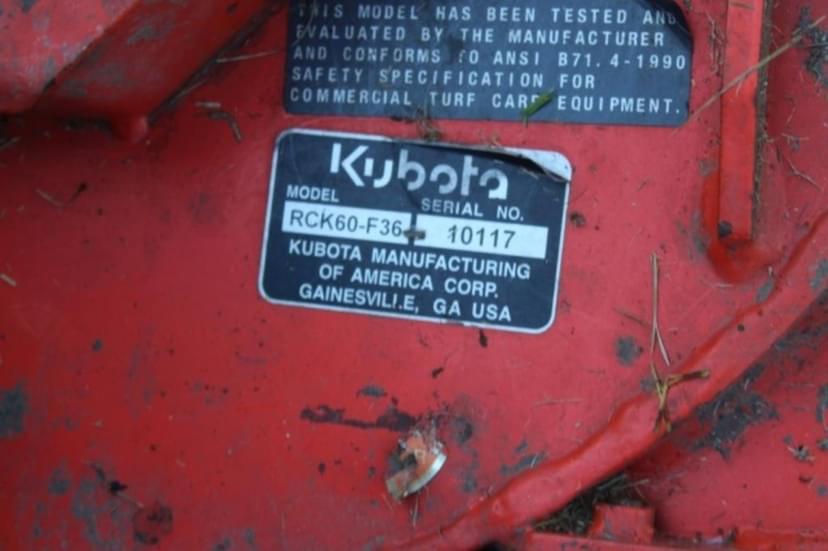 THIS MODEL HAS BEEN TESTED AND
EVALUATED BY THE MANUFACTURER
AND CONFORMS TO ANSI B71.4-1990
SAFETY SPECIFICATION FOR
COMMERCIAL TURF CARE EQUIPMENT.
Kubota
MODEL SERIAL NO.
RCK60-F36 10117
KUBOTA MANUFACTURING
OF AMERICA CORP.
GAINESVILLE, GA USA